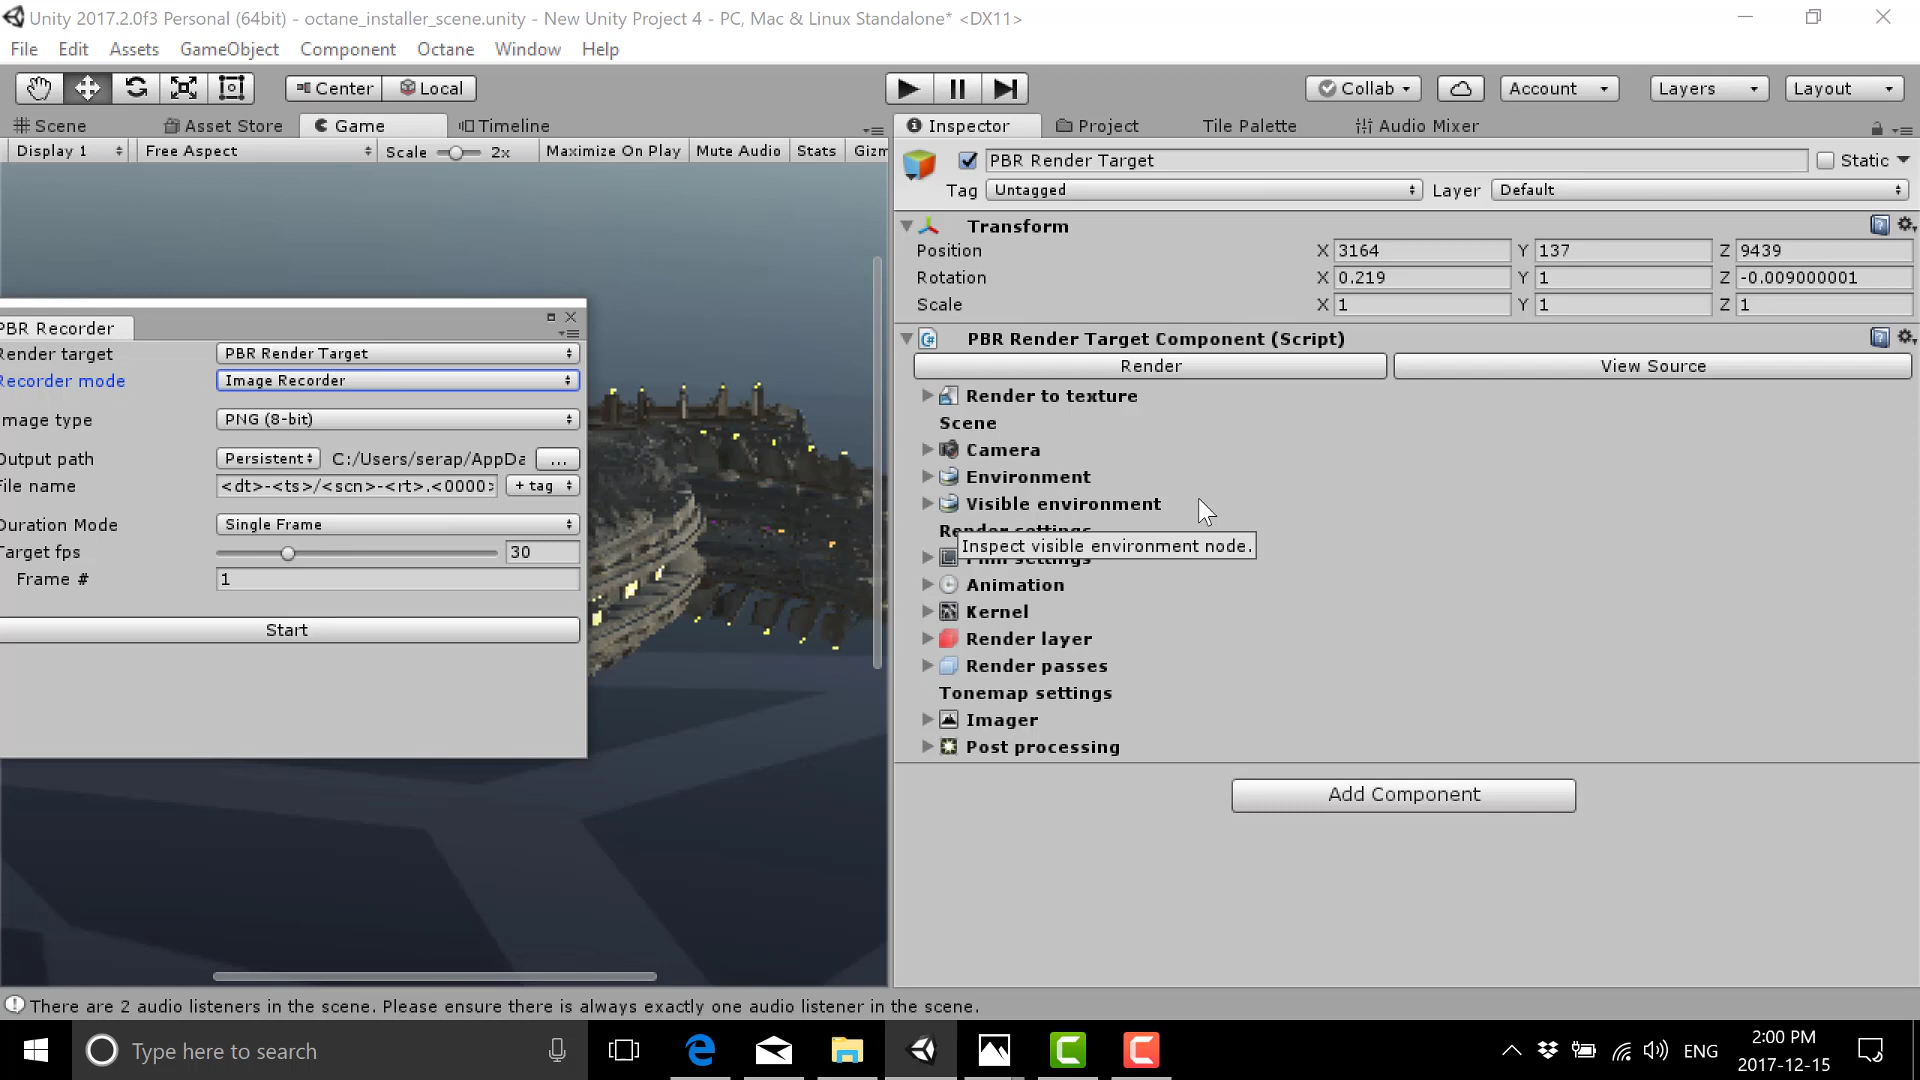 Unity 2017.2.0f3 Personal (64bit) - octane_installer_scene.unity - New Unity Project 4 - PC, Mac & Linux Standalone* <DX11>
File Edit Assets GameObject Component Octane Window Help
Center Local Collab Account Layers Layout
Scene Asset Store Game Timeline
Display 1 Free Aspect Scale 2x Maximize On Play Mute Audio Stats Gizm
PBR Recorder
Render target PBR Render Target
Recorder mode Image Recorder
Image type PNG (8-bit)
Output path Persistent C:/Users/serap/AppDa ...
File name <dt>-<ts>/<scn>-<rt>.<0000> + tag
Duration Mode Single Frame
Target fps 30
Frame # 1
Start
Inspector Project Tile Palette Audio Mixer
PBR Render Target Static
Tag Untagged Layer Default
Transform
Position X 3164 Y 137 Z 9439
Rotation X 0.219 Y 1 Z -0.009000001
Scale X 1 Y 1 Z 1
PBR Render Target Component (Script)
Render View Source
Render to texture
Scene
Camera
Environment
Visible environment
Render settings
Inspect visible environment node.
Film settings
Animation
Kernel
Render layer
Render passes
Tonemap settings
Imager
Post processing
Add Component
There are 2 audio listeners in the scene. Please ensure there is always exactly one audio listener in the scene.
Type here to search
ENG
2:00 PM
2017-12-15